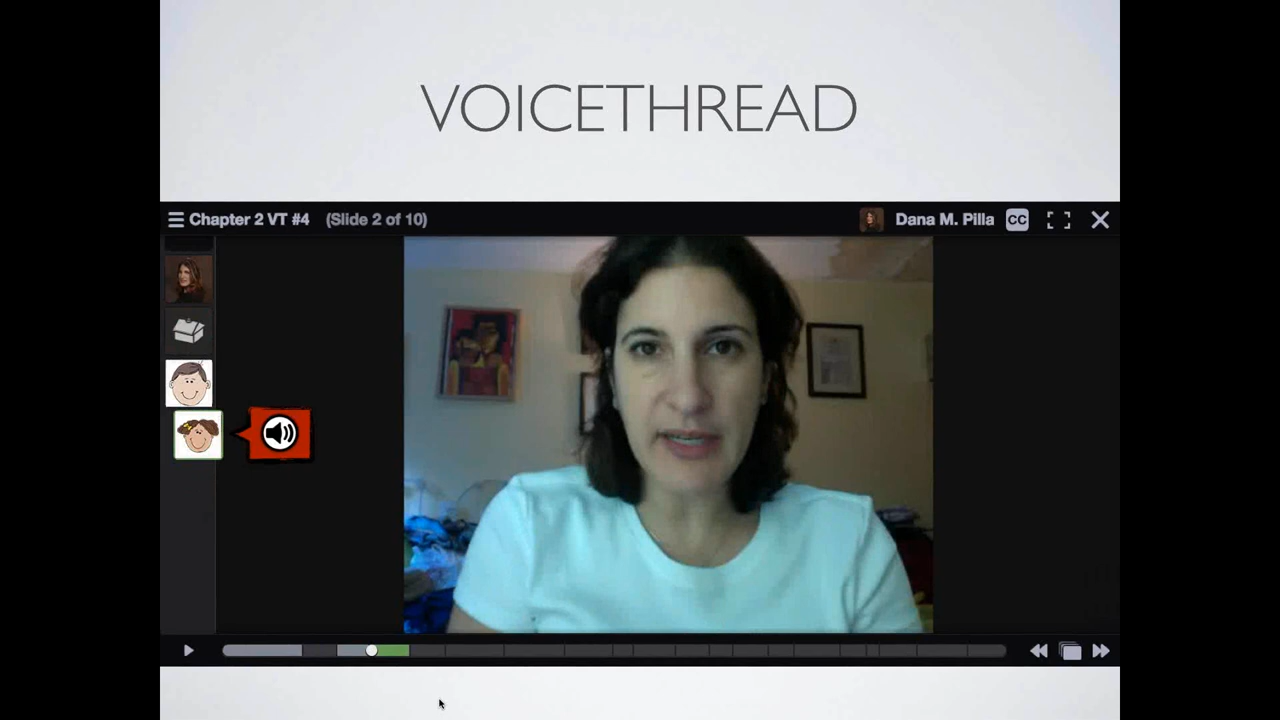 VOICETHREAD
Chapter 2 VT #4 (Slide 2 of 10)
Dana M. Pilla CC